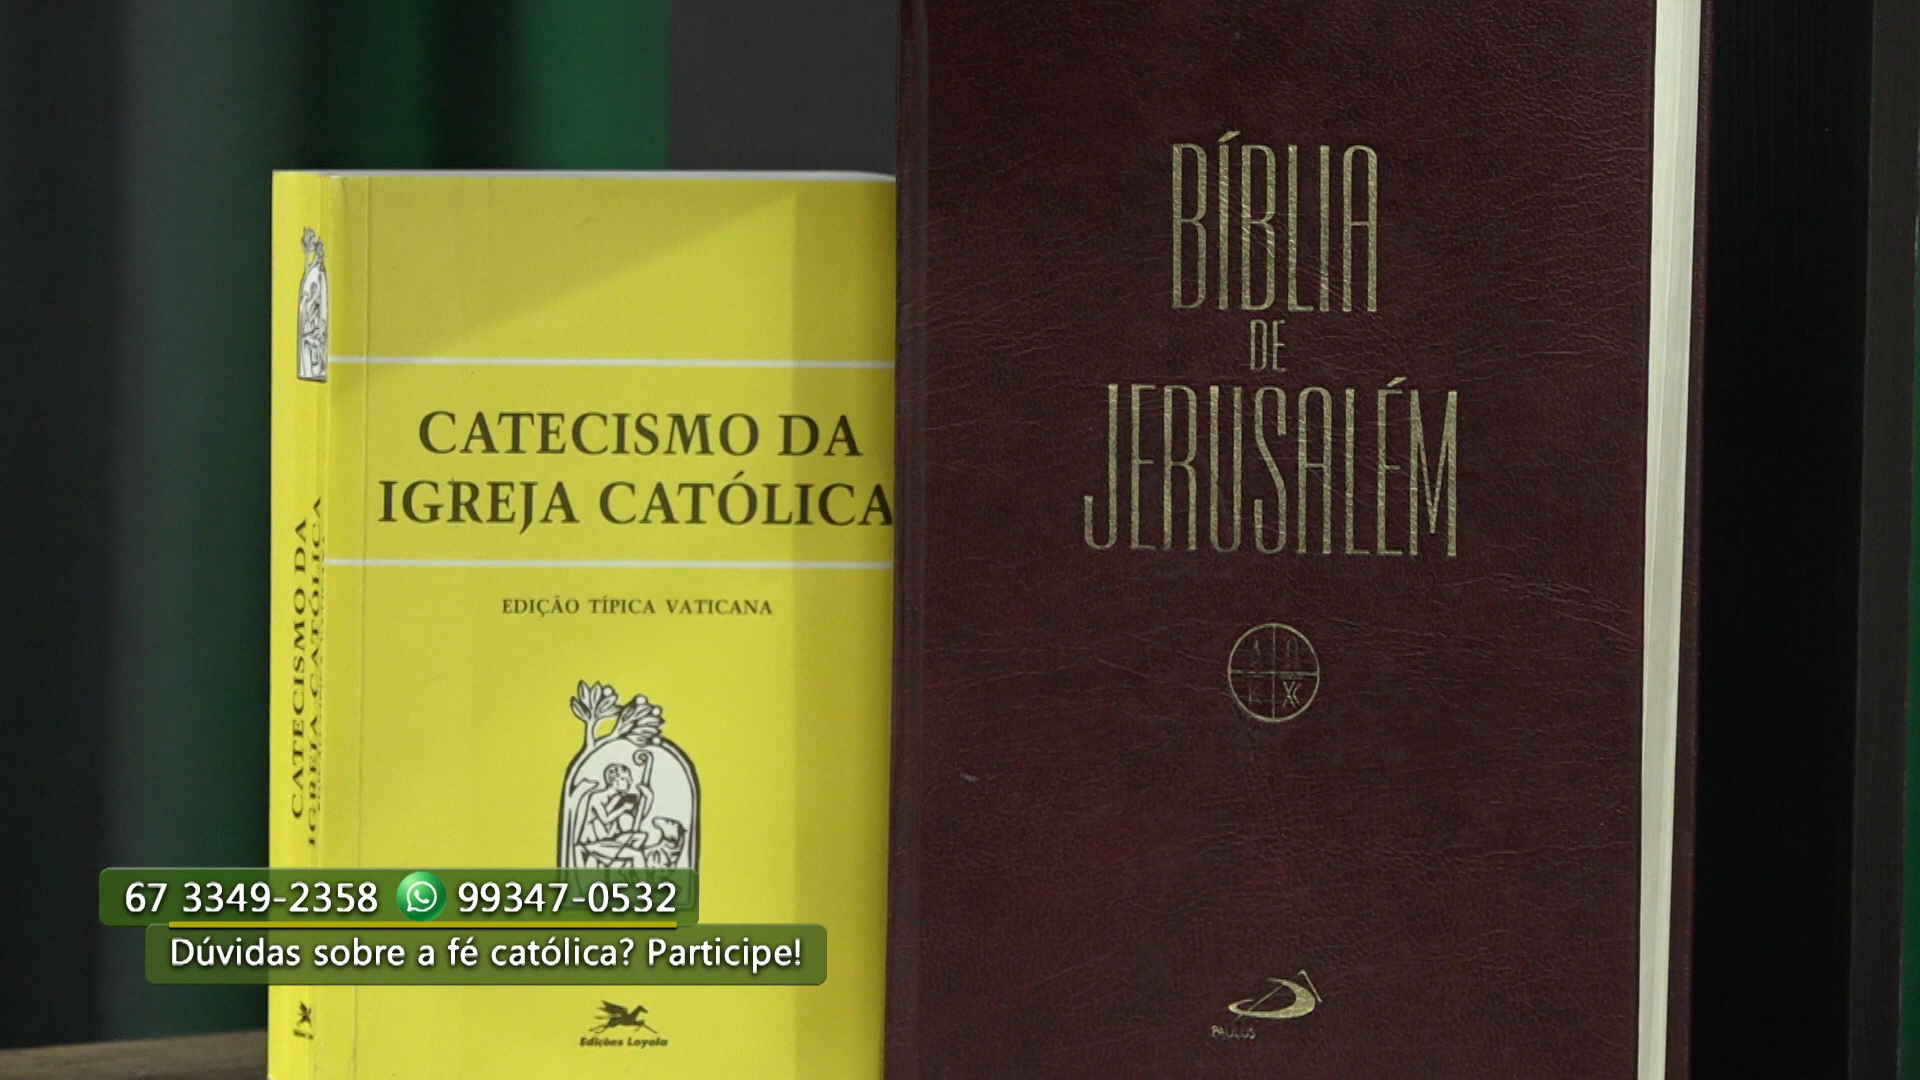 CATECISMO DA
IGREJA CATÓLICA
EDIÇÃO TÍPICA VATICANA
Edições Loyola
CATECISMO DA
IGREJA CATÓLICA
BÍBLIA
DE
JERUSALÉM
PAULUS
67 3349-2358 99347-0532
Dúvidas sobre a fé católica? Participe!